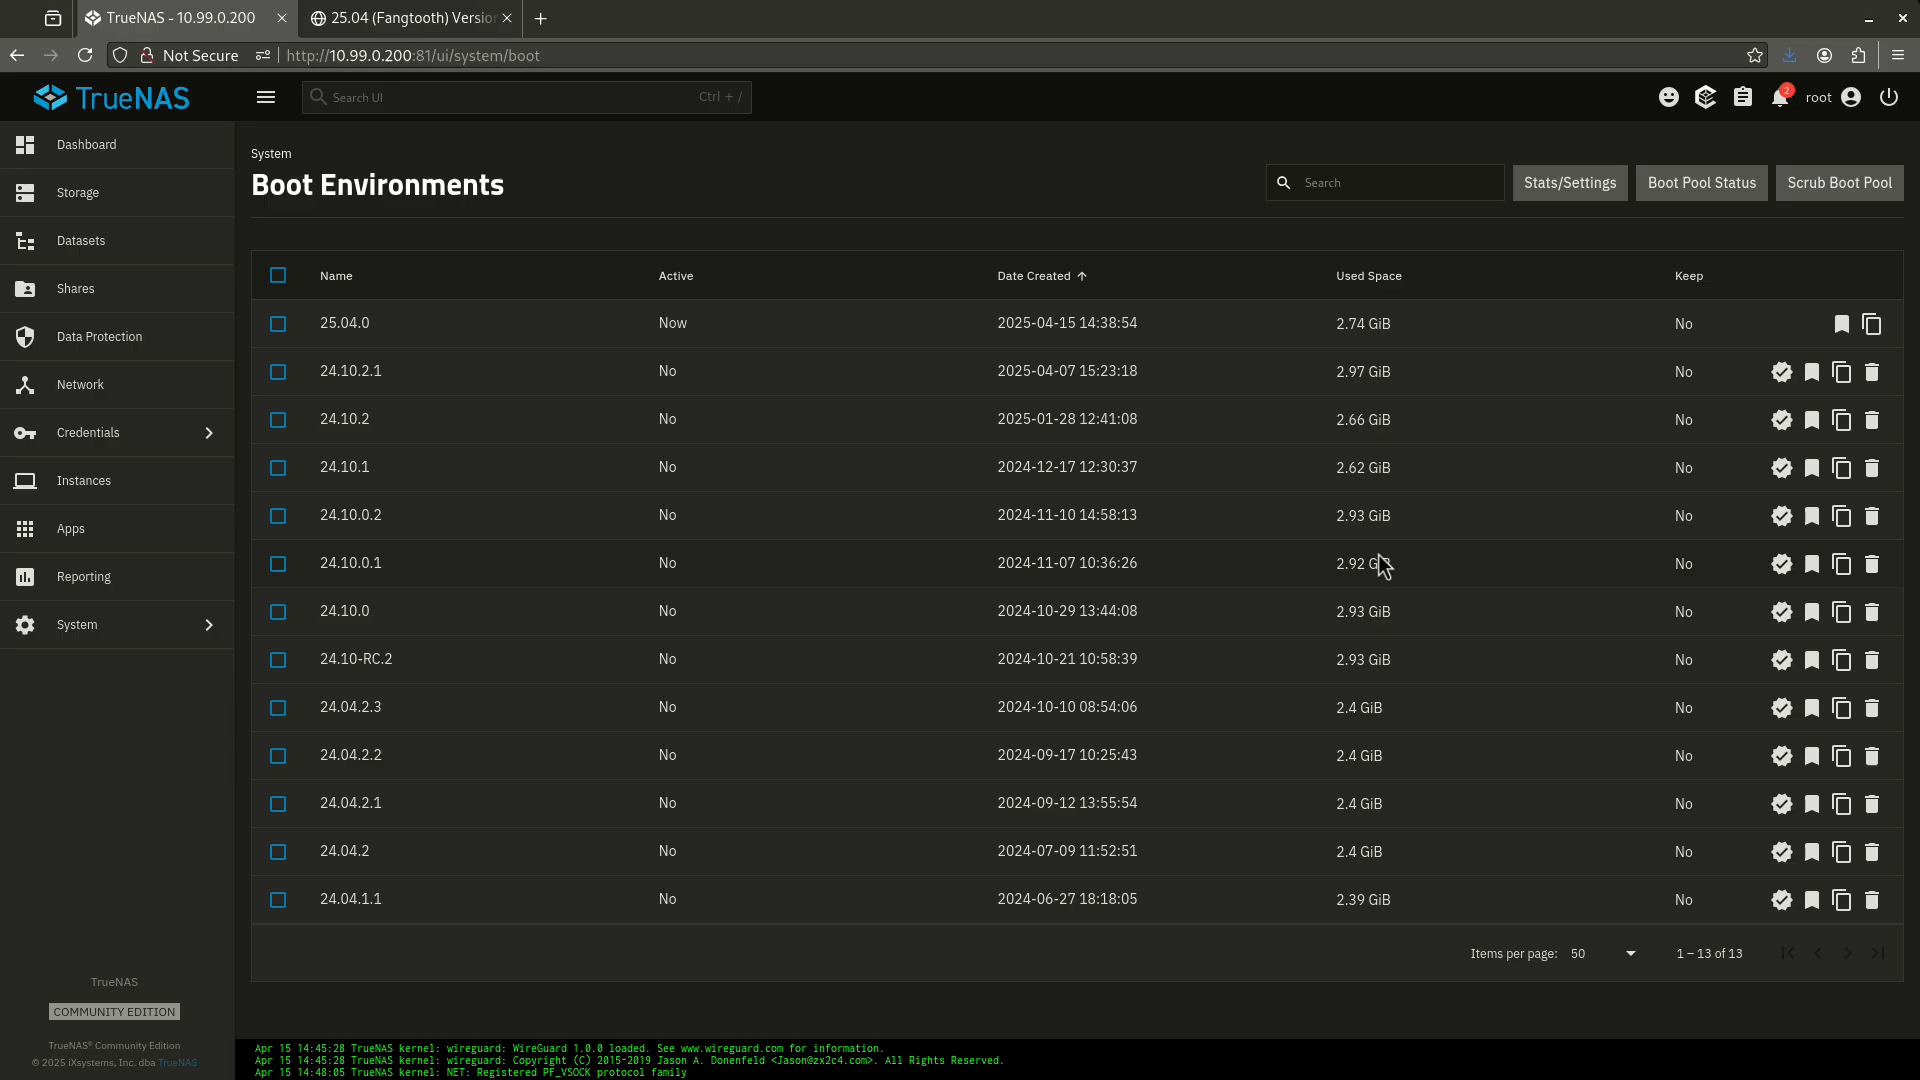 TrueNAS - 10.99.0.200
25.04 (Fangtooth) Versio
Not Secure
http://10.99.0.200:81/ui/system/boot
TrueNAS
Search UI
Ctrl + /
2
root
Dashboard
Storage
Datasets
Shares
Data Protection
Network
Credentials
Instances
Apps
Reporting
System
TrueNAS
COMMUNITY EDITION
TrueNAS® Community Edition
© 2025 iXsystems, Inc. dba TrueNAS
System
Boot Environments
Search
Stats/Settings
Boot Pool Status
Scrub Boot Pool
Name Active Date Created Used Space Keep
25.04.0 Now 2025-04-15 14:38:54 2.74 GiB No
24.10.2.1 No 2025-04-07 15:23:18 2.97 GiB No
24.10.2 No 2025-01-28 12:41:08 2.66 GiB No
24.10.1 No 2024-12-17 12:30:37 2.62 GiB No
24.10.0.2 No 2024-11-10 14:58:13 2.93 GiB No
24.10.0.1 No 2024-11-07 10:36:26 2.92 GiB No
24.10.0 No 2024-10-29 13:44:08 2.93 GiB No
24.10-RC.2 No 2024-10-21 10:58:39 2.93 GiB No
24.04.2.3 No 2024-10-10 08:54:06 2.4 GiB No
24.04.2.2 No 2024-09-17 10:25:43 2.4 GiB No
24.04.2.1 No 2024-09-12 13:55:54 2.4 GiB No
24.04.2 No 2024-07-09 11:52:51 2.4 GiB No
24.04.1.1 No 2024-06-27 18:18:05 2.39 GiB No
Items per page: 50 1 – 13 of 13
Apr 15 14:45:28 TrueNAS kernel: wireguard: WireGuard 1.0.0 loaded. See www.wireguard.com for information.
Apr 15 14:45:28 TrueNAS kernel: wireguard: Copyright (C) 2015-2019 Jason A. Donenfeld <Jason@zx2c4.com>. All Rights Reserved.
Apr 15 14:48:05 TrueNAS kernel: NET: Registered PF_VSOCK protocol family